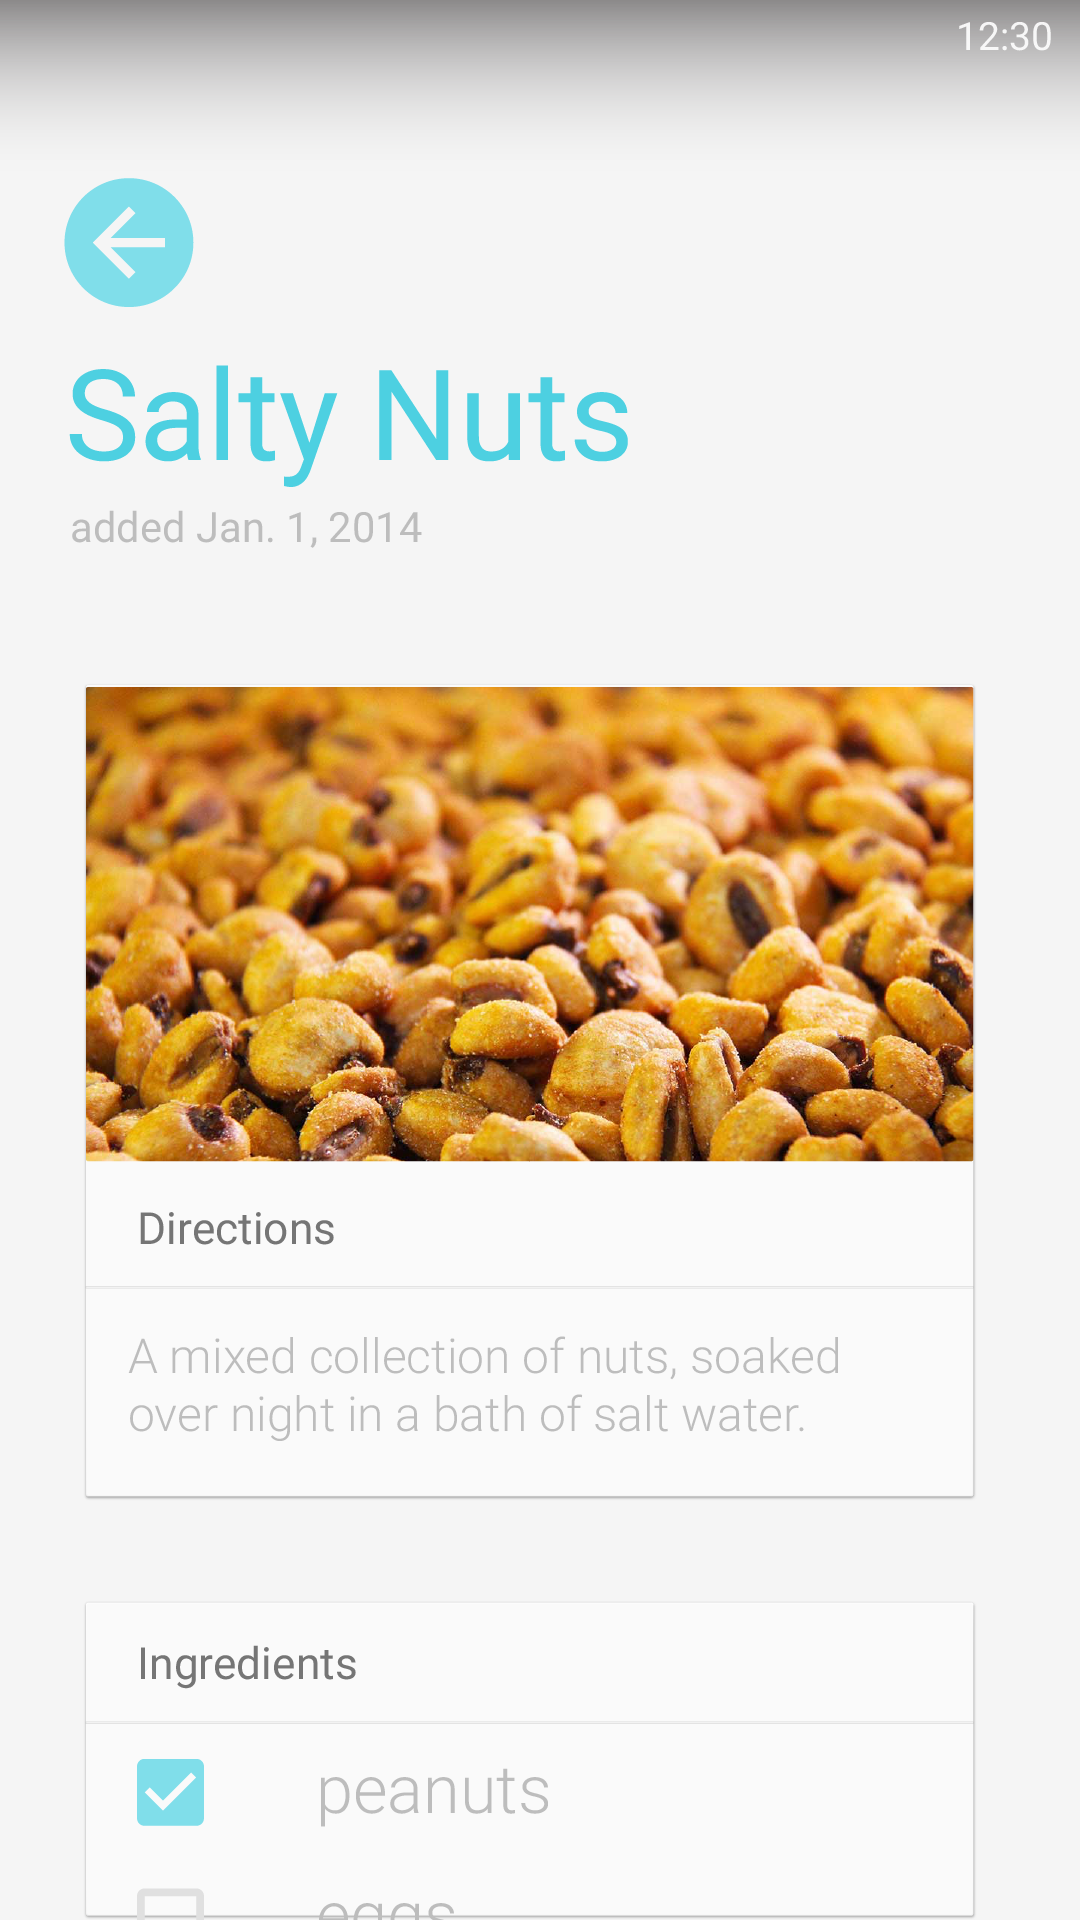 12:30
Salty Nuts
added Jan. 1, 2014
Directions
A mixed collection of nuts, soaked
over night in a bath of salt water.
Ingredients
peanuts
eggs